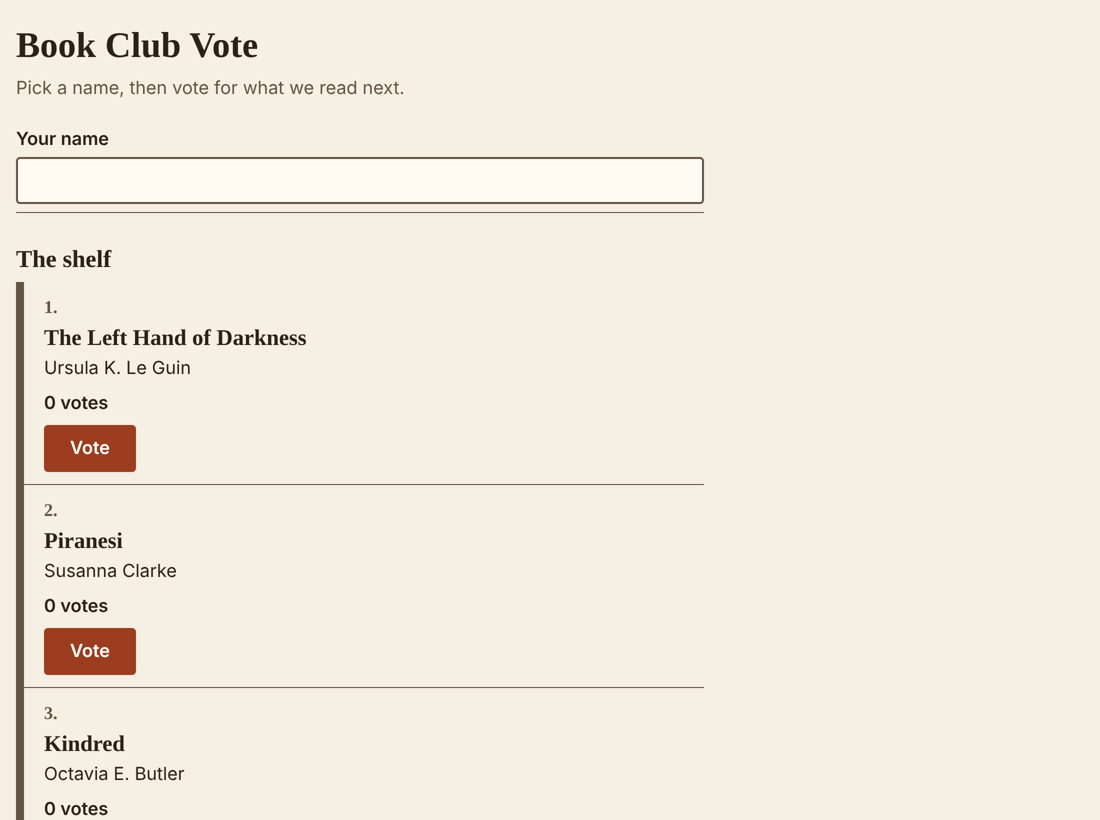 Book Club Vote
Pick a name, then vote for what we read next.
Your name
The shelf
1.
The Left Hand of Darkness
Ursula K. Le Guin
0 votes
Vote
2.
Piranesi
Susanna Clarke
0 votes
Vote
3.
Kindred
Octavia E. Butler
0 votes